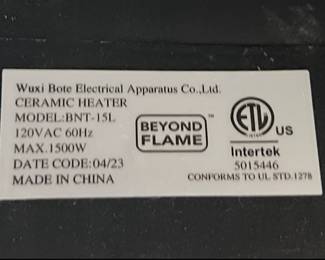 Wuxi Bote Electrical Apparatus Co.,Ltd.
CERAMIC HEATER
MODEL:BNT-15L
120VAC 60Hz
MAX.1500W
DATE CODE:04/23
MADE IN CHINA
BEYOND
FLAME
™
ETL
US
Intertek
5015446
CONFORMS TO UL STD.1278